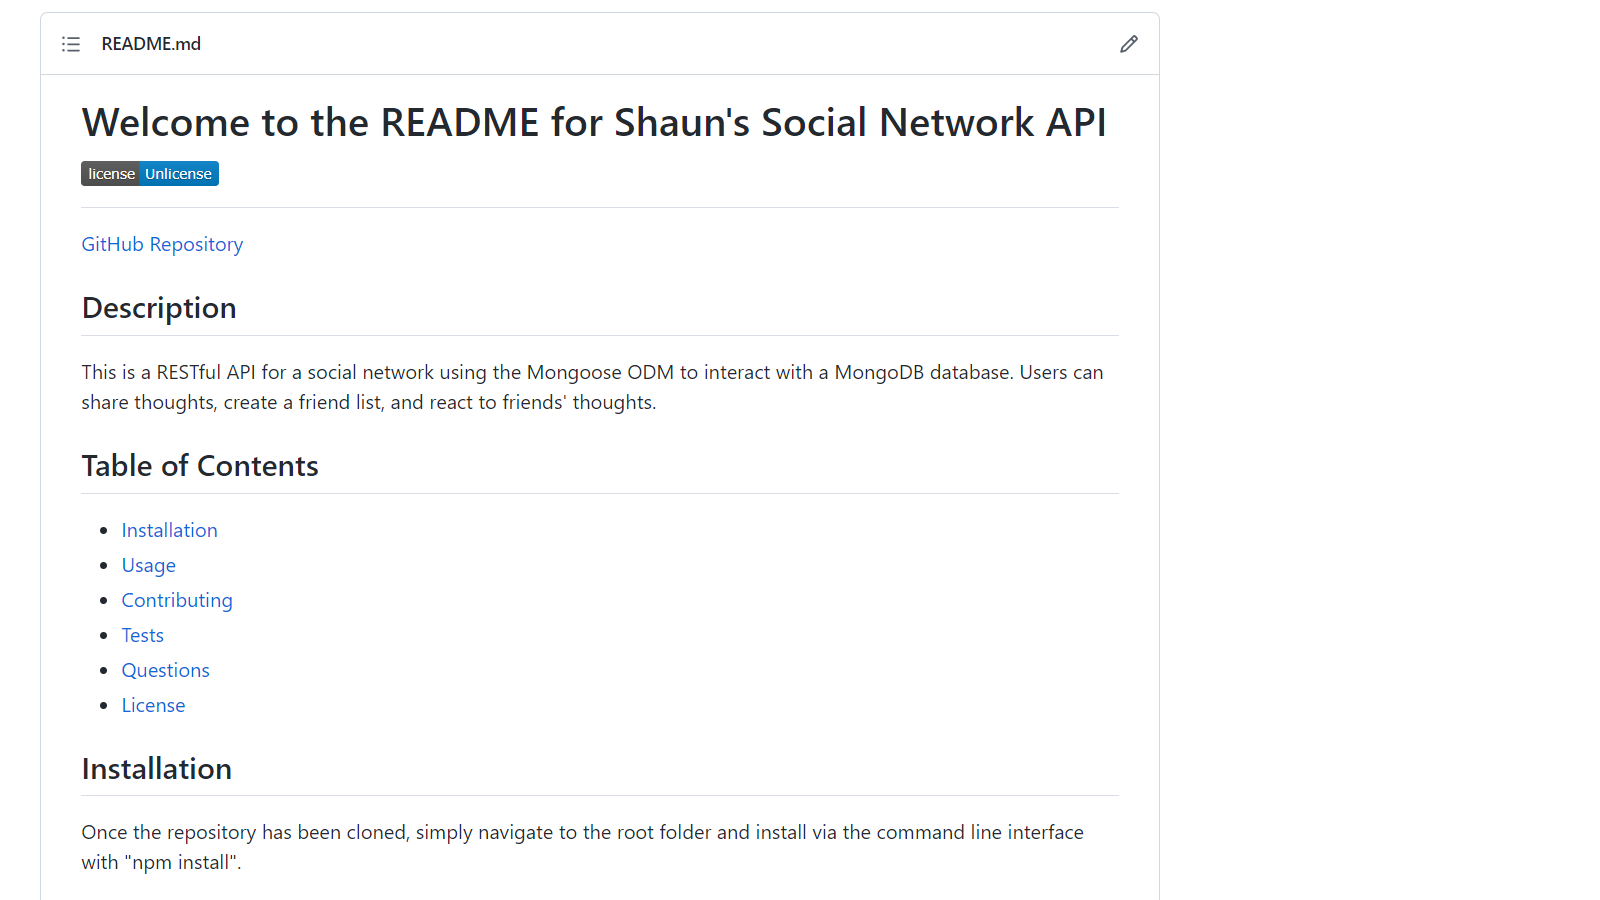 README.md
Welcome to the README for Shaun's Social Network API
license Unlicense
GitHub Repository
Description
This is a RESTful API for a social network using the Mongoose ODM to interact with a MongoDB database. Users can
share thoughts, create a friend list, and react to friends' thoughts.
Table of Contents
Installation
Usage
Contributing
Tests
Questions
License
Installation
Once the repository has been cloned, simply navigate to the root folder and install via the command line interface
with "npm install".